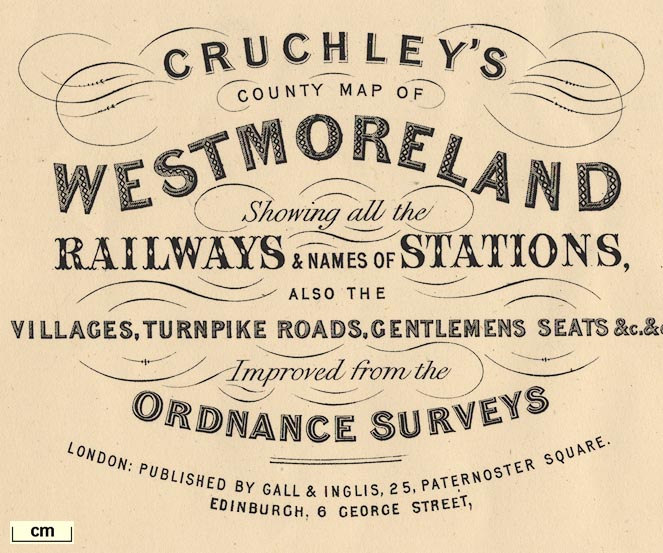 CRUCHLEY'S
COUNTY MAP OF
WESTMORELAND
Showing all the
RAILWAYS & NAMES OF STATIONS,
ALSO THE
VILLAGES, TURNPIKE ROADS, GENTLEMENS SEATS &c. &c
Improved from the
ORDNANCE SURVEYS
LONDON: PUBLISHED BY GALL & INGLIS, 25, PATERNOSTER SQUARE.
EDINBURGH, 6 GEORGE STREET,
cm